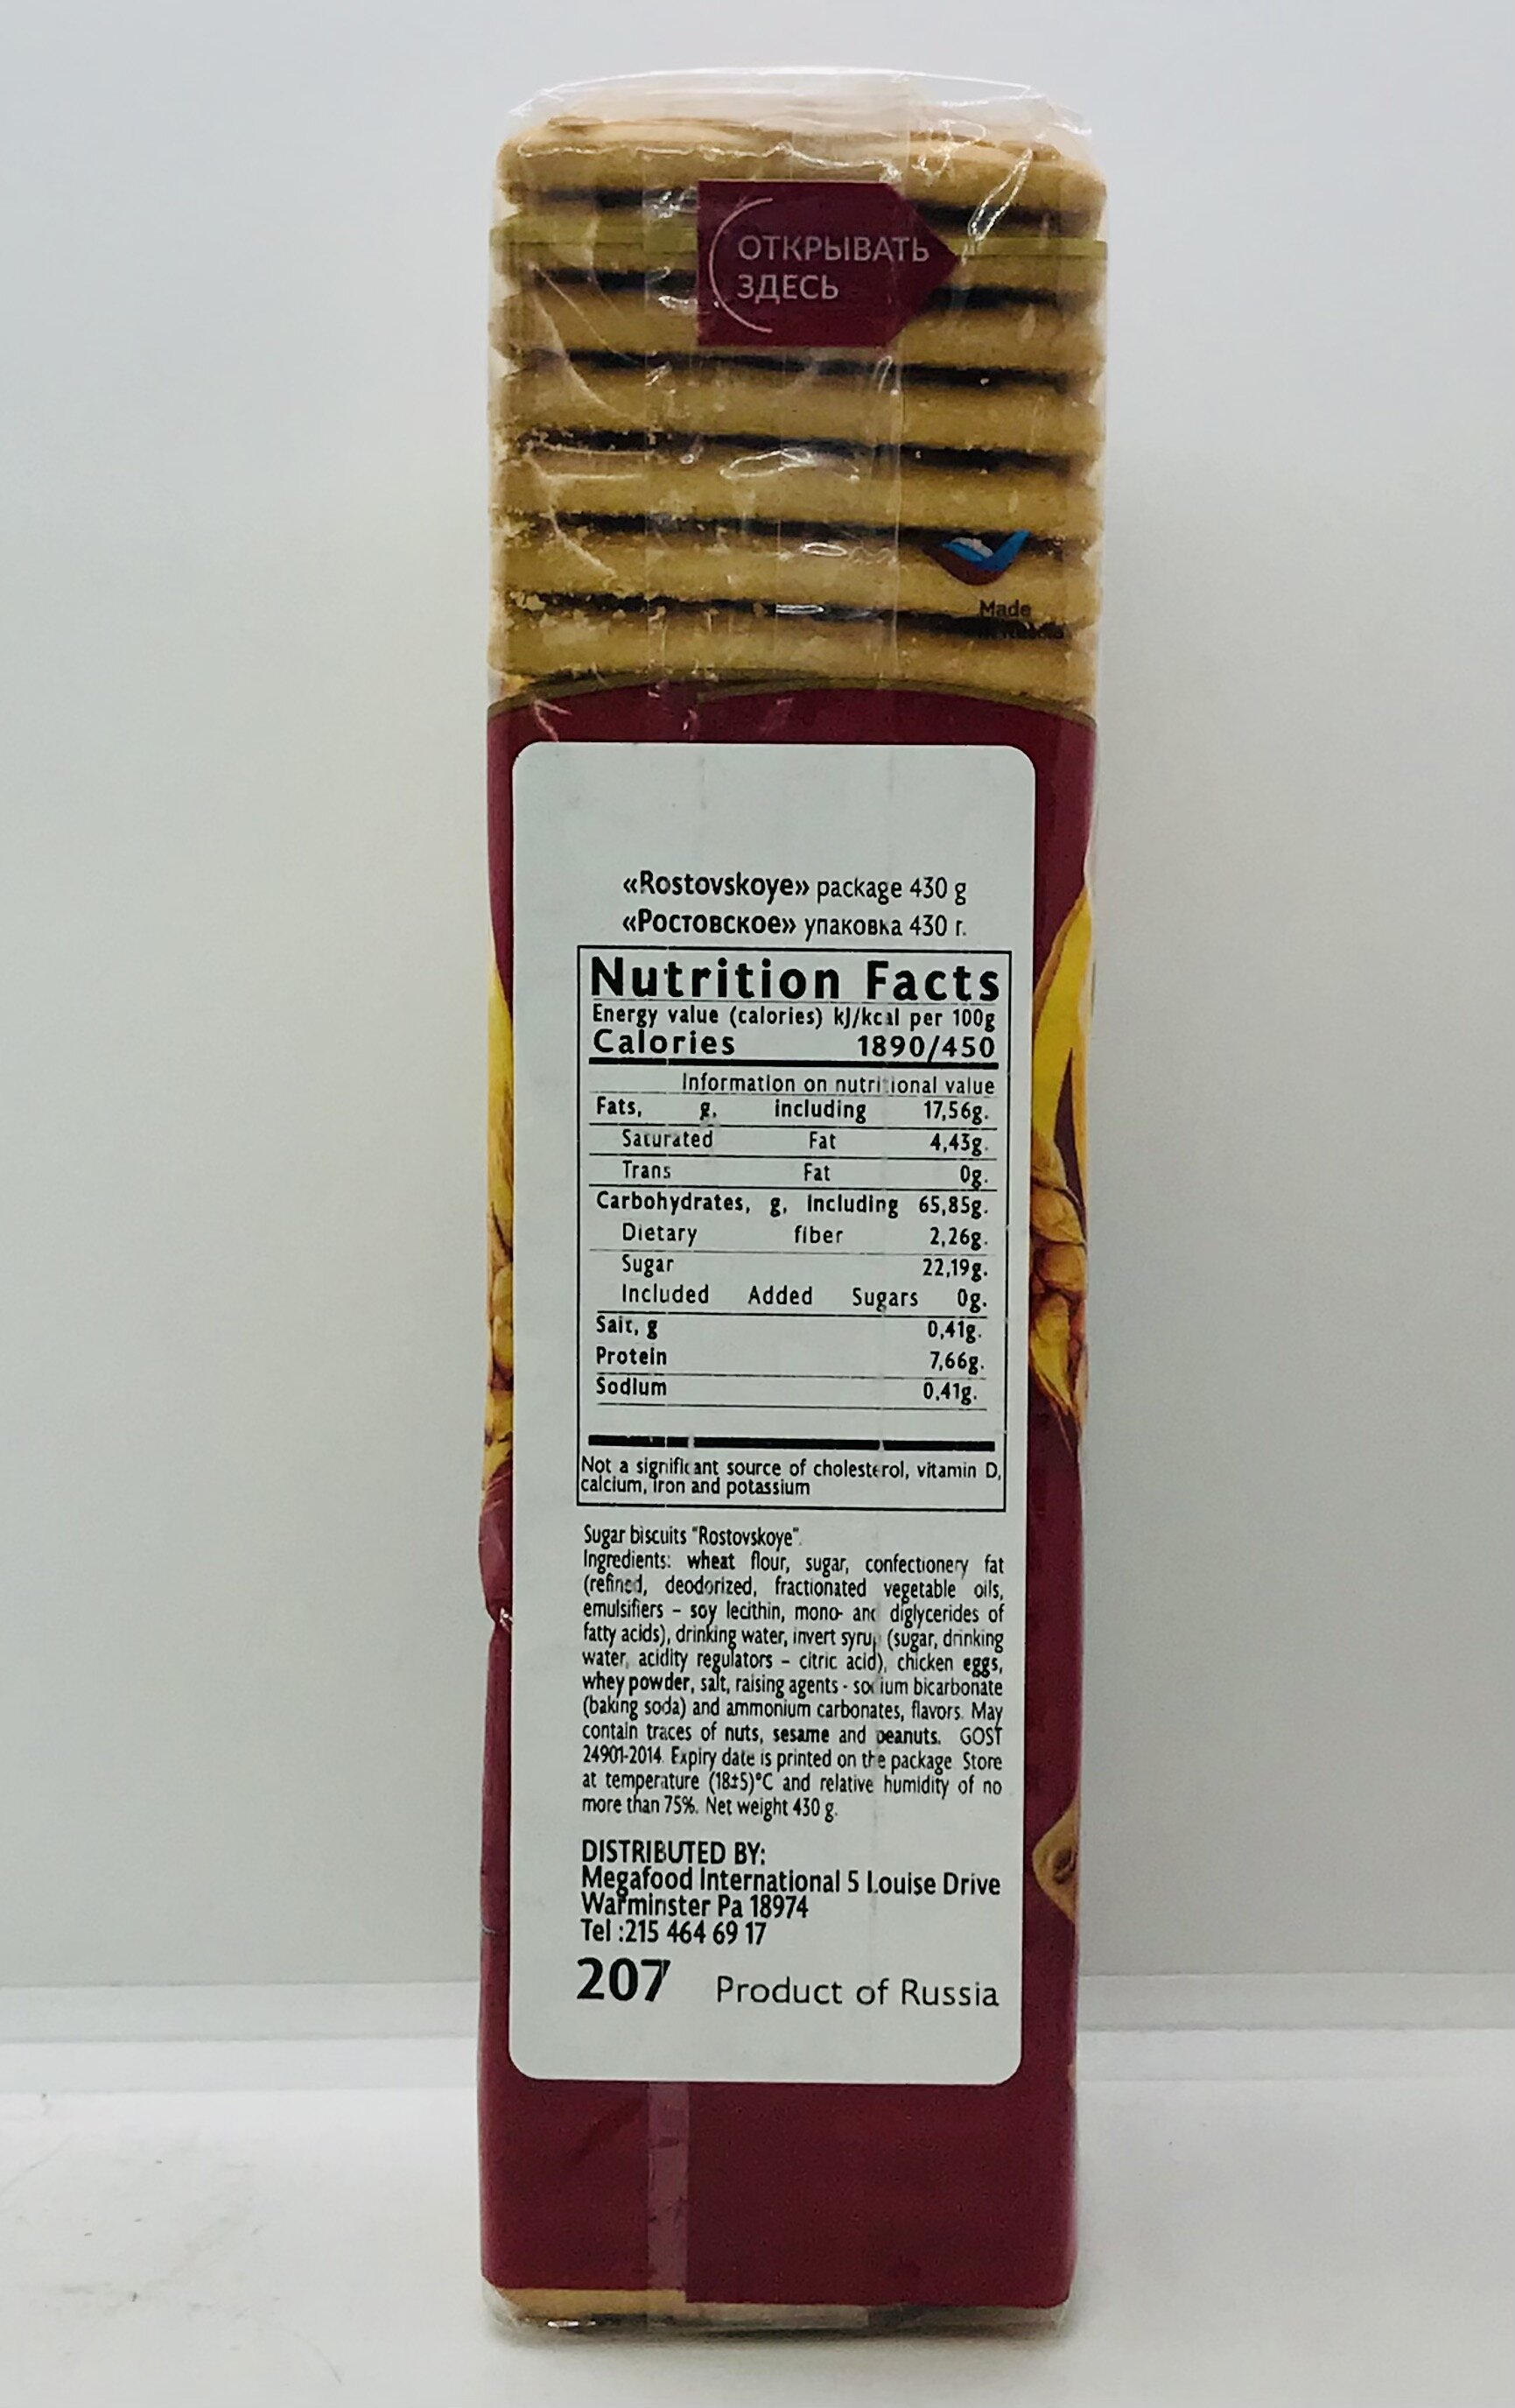 ОТКРЫВАТЬ
ЗДЕСЬ
Made
«Rostovskoye» package 430 g
«Ростовское» упаковка 430 г.
Nutrition Facts
Energy value (calories) kJ/kcal per 100g
Calories 1890/450
Information on nutritional value
Fats, g, including 17,56g.
Saturated Fat 4,43g.
Trans Fat 0g.
Carbohydrates, g, including 65,85g.
Dietary fiber 2,26g.
Sugar 22,19g.
Included Added Sugars 0g.
Salt, g 0,41g.
Protein 7,66g.
Sodium 0,41g.
Not a significant source of cholesterol, vitamin D,
calcium, iron and potassium
Sugar biscuits "Rostovskoye".
Ingredients: wheat flour, sugar, confectionery fat
(refined, deodorized, fractionated vegetable oils,
emulsifiers – soy lecithin, mono- and diglycerides of
fatty acids), drinking water, invert syrup (sugar, drinking
water, acidity regulators – citric acid), chicken eggs,
whey powder, salt, raising agents - sodium bicarbonate
(baking soda) and ammonium carbonates, flavors. May
contain traces of nuts, sesame and peanuts. GOST
24901-2014. Expiry date is printed on the package. Store
at temperature (18±5)°C and relative humidity of no
more than 75%. Net weight 430 g.
DISTRIBUTED BY:
Megafood International 5 Louise Drive
Warminster Pa 18974
Tel :215 464 69 17
207 Product of Russia